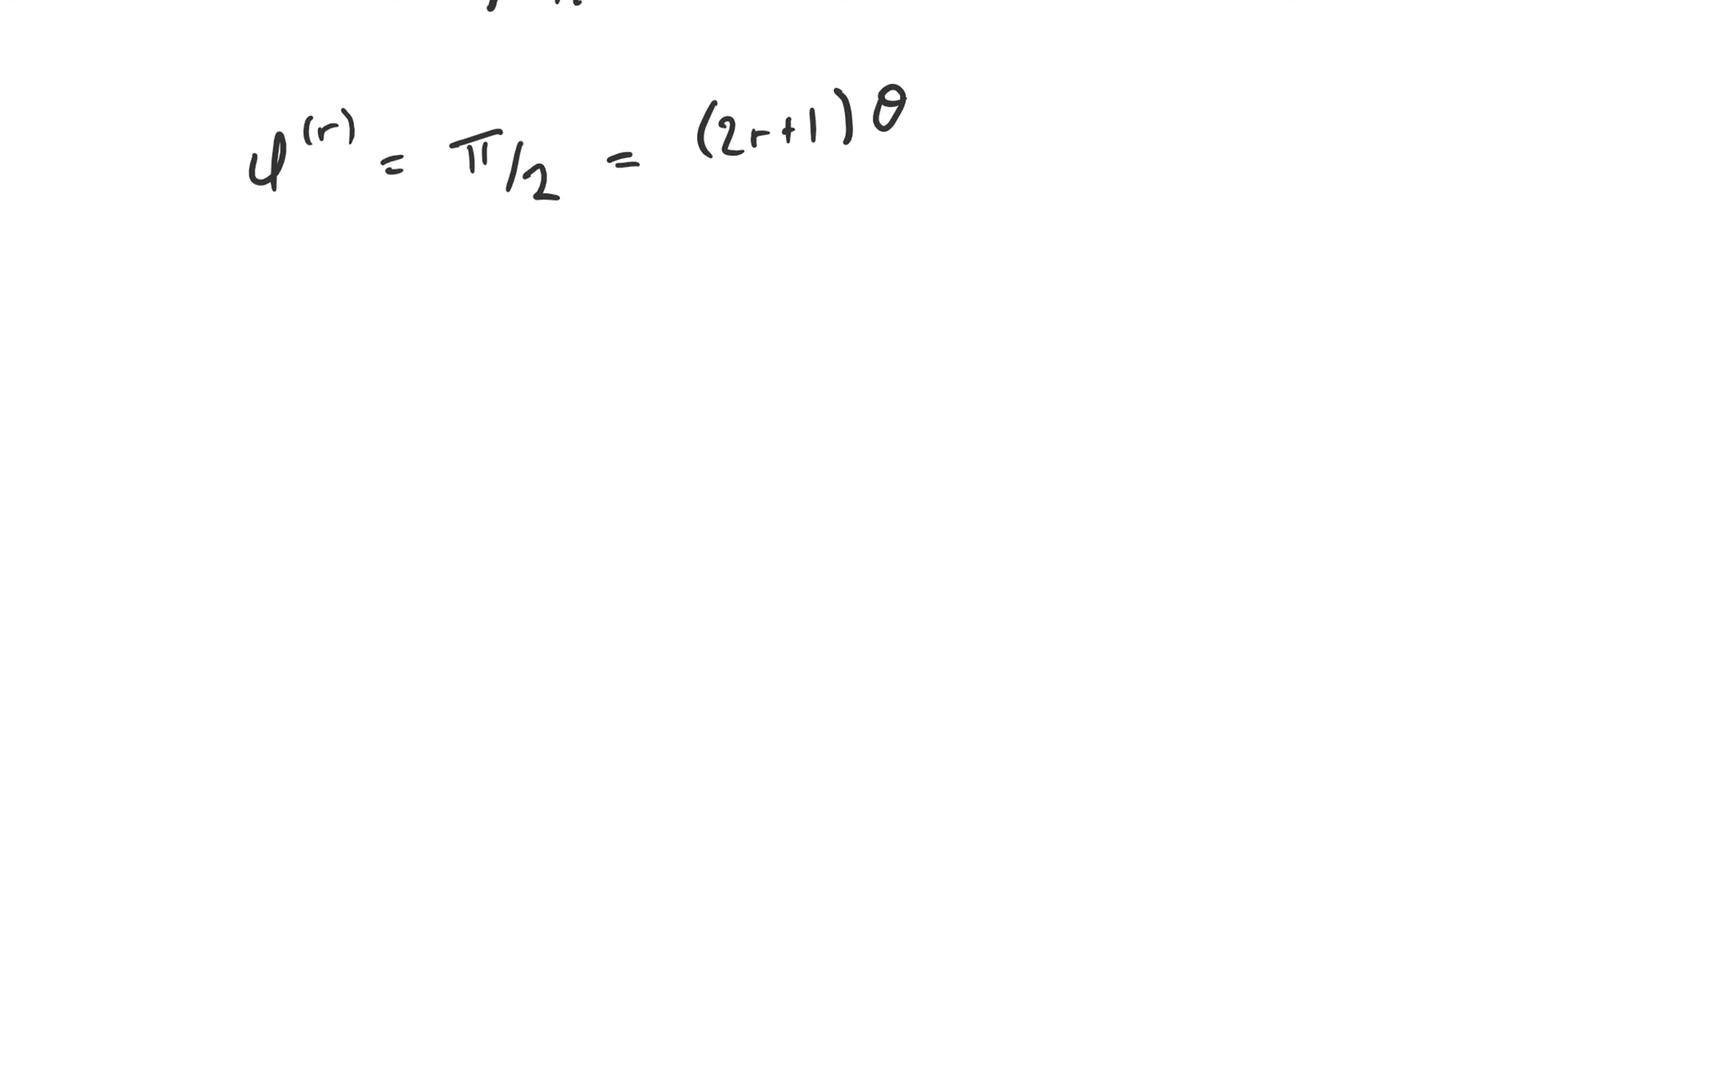 φ^(r) = π/2 = (2r+1)θ